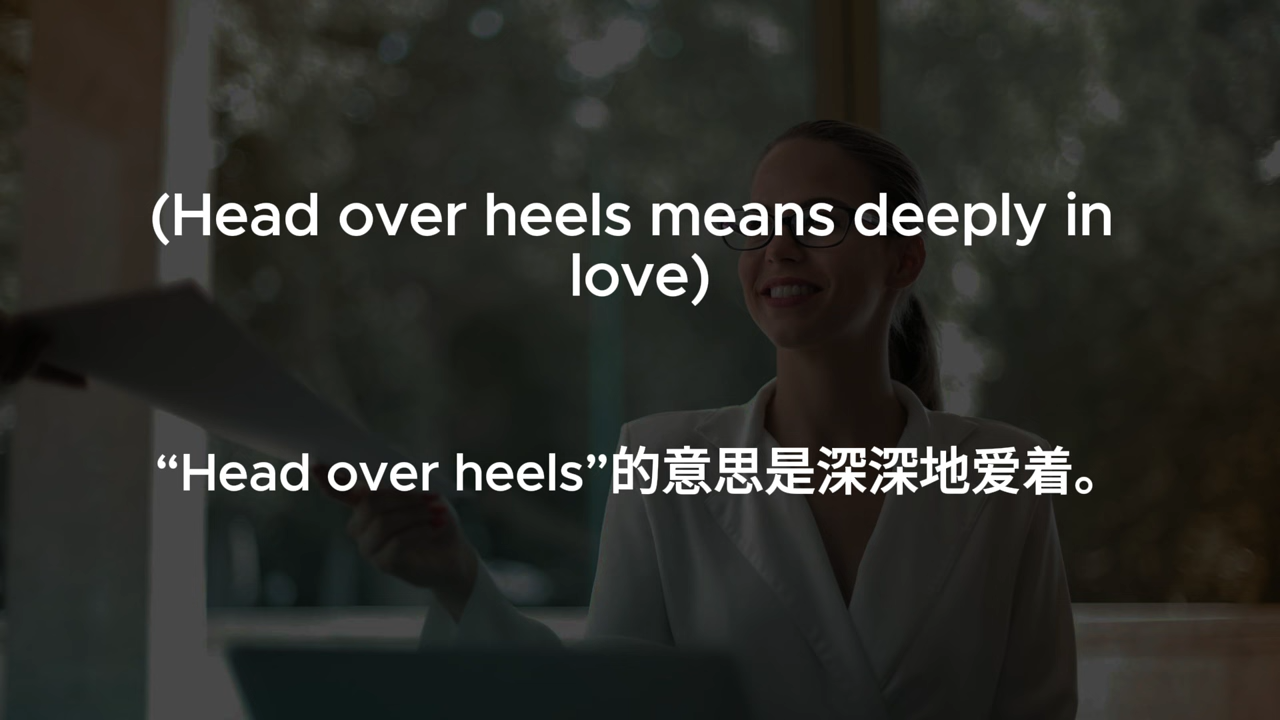 (Head over heels means deeply in
love)
“Head over heels”的意思是深深地爱着。